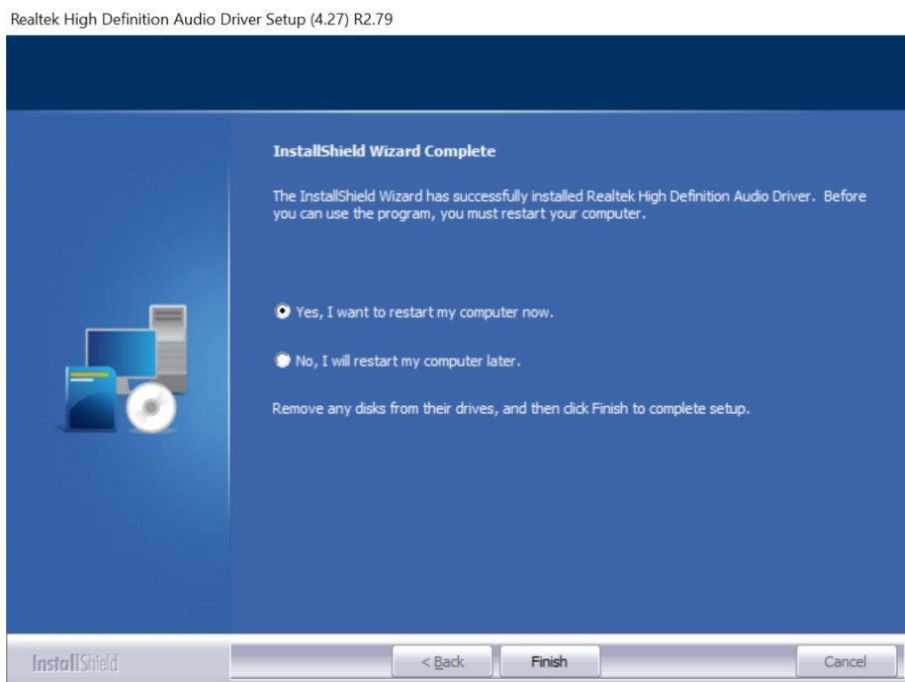 Realtek High Definition Audio Driver Setup (4.27) R2.79
InstallShield Wizard Complete
The InstallShield Wizard has successfully installed Realtek High Definition Audio Driver. Before
you can use the program, you must restart your computer.
Yes, I want to restart my computer now.
No, I will restart my computer later.
Remove any disks from their drives, and then click Finish to complete setup.
InstallShield
< Back
Finish
Cancel